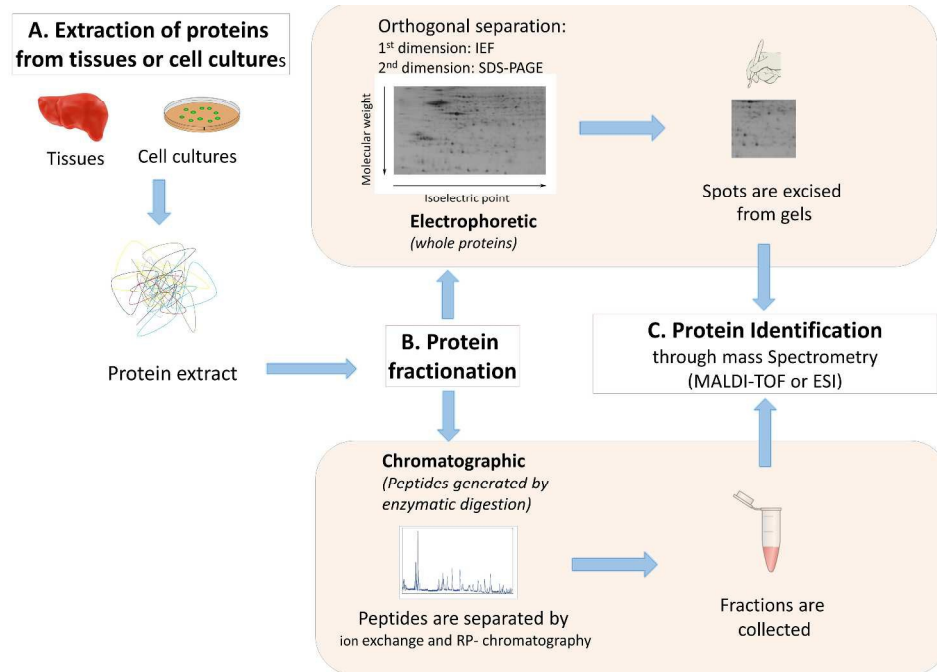 A. Extraction of proteins
from tissues or cell cultures
Tissues
Cell cultures
Protein extract
B. Protein
fractionation
Orthogonal separation:
1st dimension: IEF
2nd dimension: SDS-PAGE
Molecular weight
Isoelectric point
Electrophoretic
(whole proteins)
Spots are excised
from gels
C. Protein Identification
through mass Spectrometry
(MALDI-TOF or ESI)
Chromatographic
(Peptides generated by
enzymatic digestion)
Peptides are separated by
ion exchange and RP- chromatography
Fractions are
collected